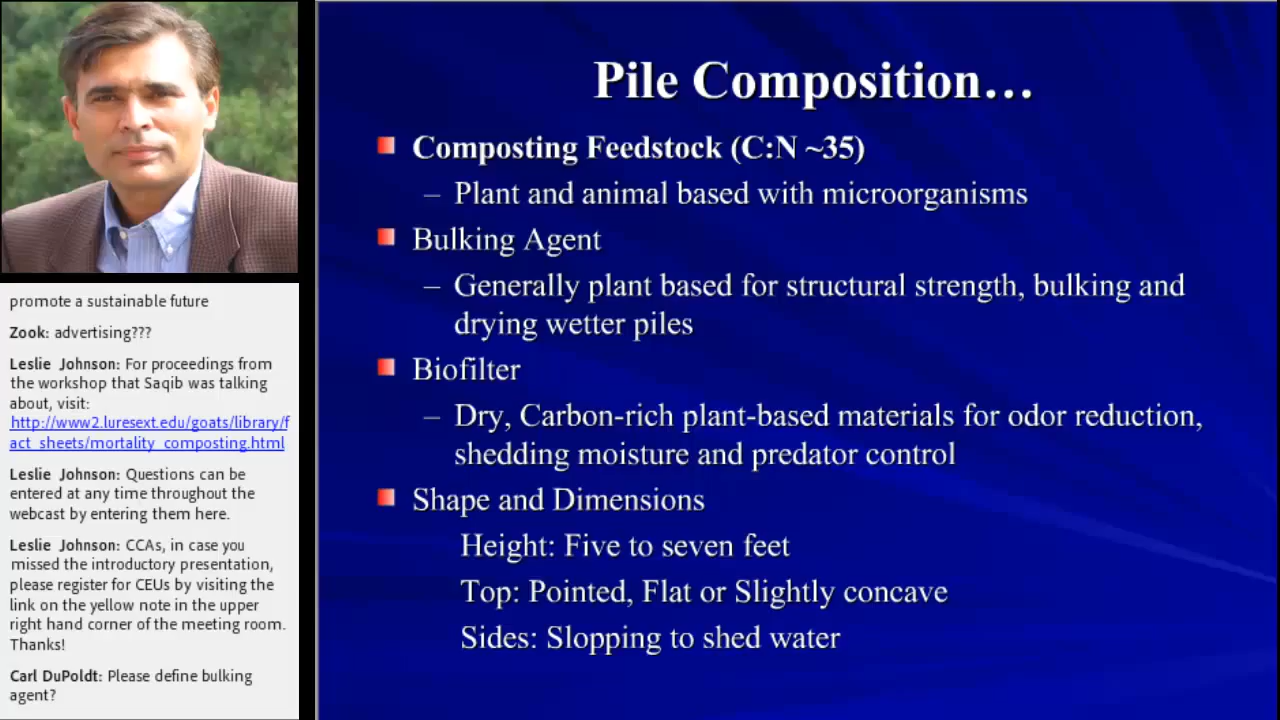 promote a sustainable future
Zook: advertising???
Leslie Johnson: For proceedings from
the workshop that Saqib was talking
about, visit:
http://www2.luresext.edu/goats/library/f
act_sheets/mortality_composting.html
Leslie Johnson: Questions can be
entered at any time throughout the
webcast by entering them here.
Leslie Johnson: CCAs, in case you
missed the introductory presentation,
please register for CEUs by visiting the
link on the yellow note in the upper
right hand corner of the meeting room.
Thanks!
Carl DuPoldt: Please define bulking
agent?
Pile Composition…
Composting Feedstock (C:N ~35)
– Plant and animal based with microorganisms
Bulking Agent
– Generally plant based for structural strength, bulking and
drying wetter piles
Biofilter
– Dry, Carbon-rich plant-based materials for odor reduction,
shedding moisture and predator control
Shape and Dimensions
Height: Five to seven feet
Top: Pointed, Flat or Slightly concave
Sides: Slopping to shed water